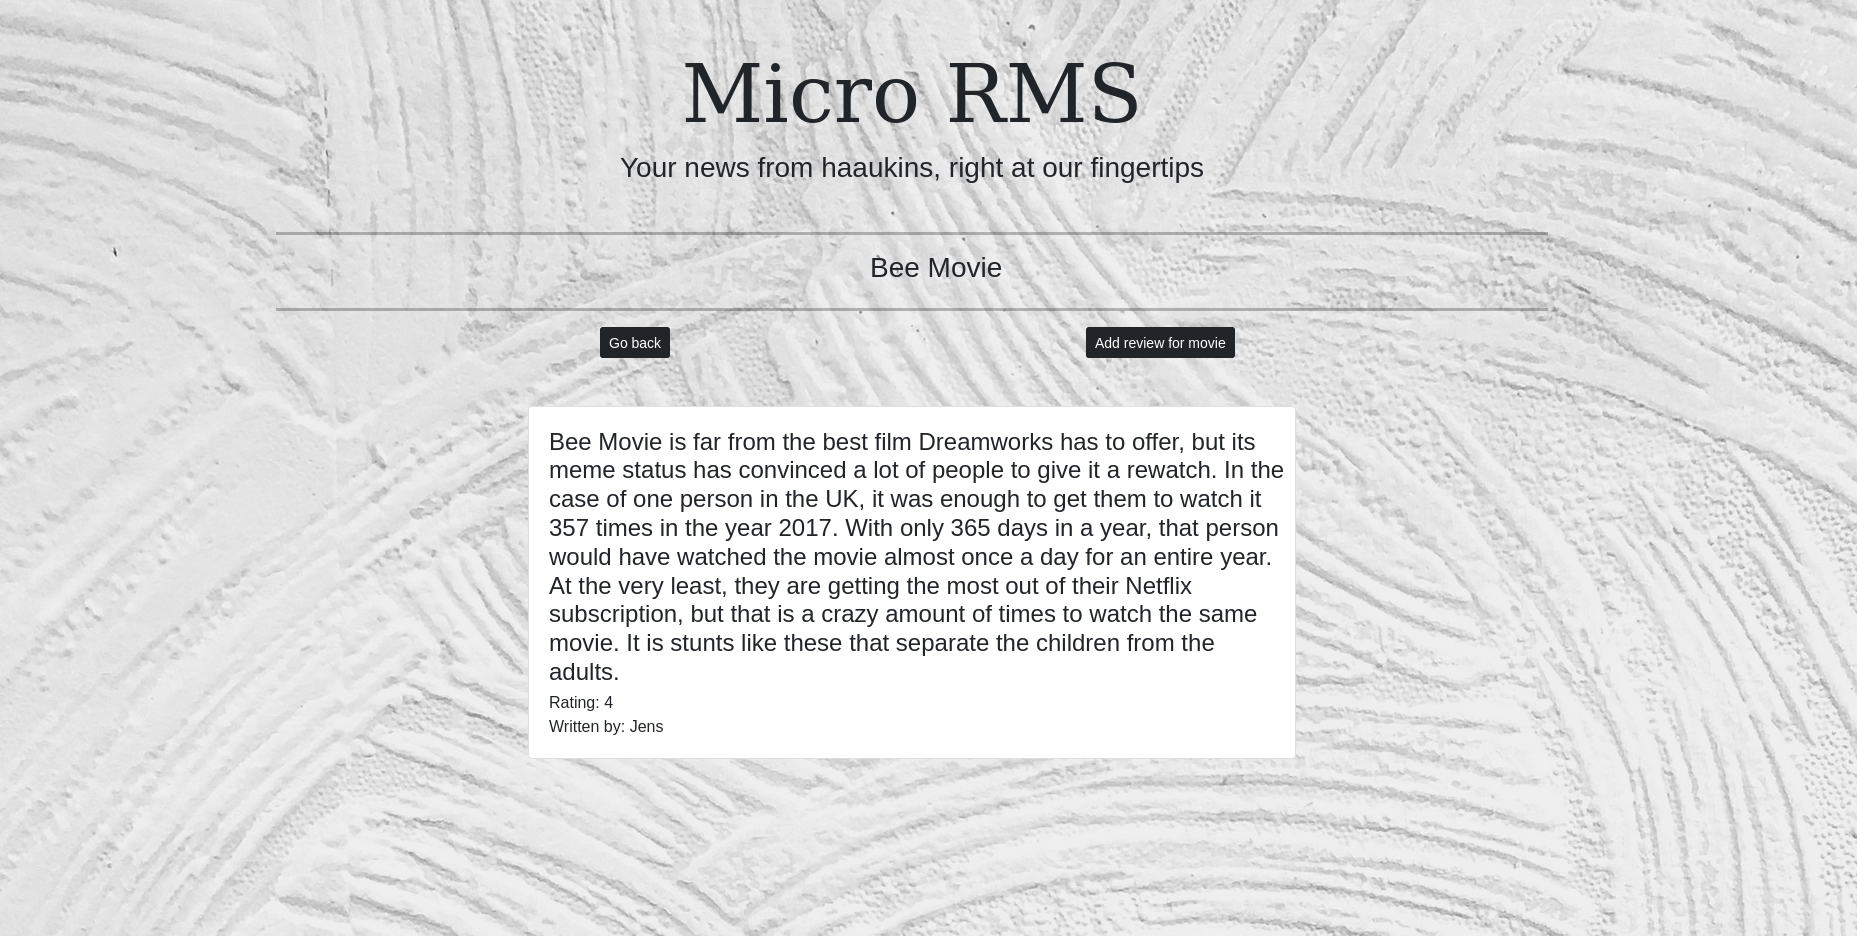 Micro RMS
Your news from haaukins, right at our fingertips
Bee Movie
Go back
Add review for movie
Bee Movie is far from the best film Dreamworks has to offer, but its
meme status has convinced a lot of people to give it a rewatch. In the
case of one person in the UK, it was enough to get them to watch it
357 times in the year 2017. With only 365 days in a year, that person
would have watched the movie almost once a day for an entire year.
At the very least, they are getting the most out of their Netflix
subscription, but that is a crazy amount of times to watch the same
movie. It is stunts like these that separate the children from the
adults.
Rating: 4
Written by: Jens